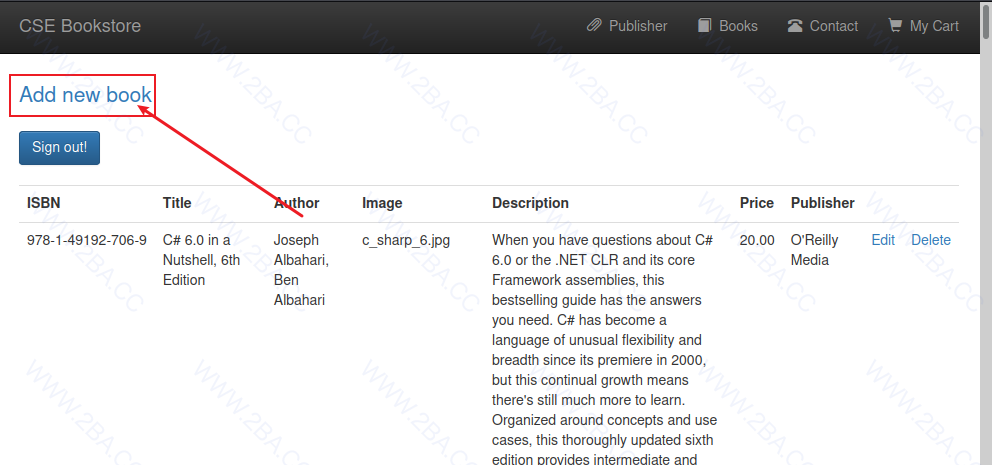 CSE Bookstore
Publisher
Books
Contact
My Cart
Add new book
Sign out!
ISBN Title Author Image Description Price Publisher
978-1-49192-706-9 C# 6.0 in a Joseph c_sharp_6.jpg When you have questions about C# 20.00 O'Reilly Edit Delete
Nutshell, 6th Albahari, 6.0 or the .NET CLR and its core Media
Edition Ben Framework assemblies, this
Albahari bestselling guide has the answers
you need. C# has become a
language of unusual flexibility and
breadth since its premiere in 2000,
but this continual growth means
there's still much more to learn.
Organized around concepts and use
cases, this thoroughly updated sixth
edition provides intermediate and
WWW.2BA.CC